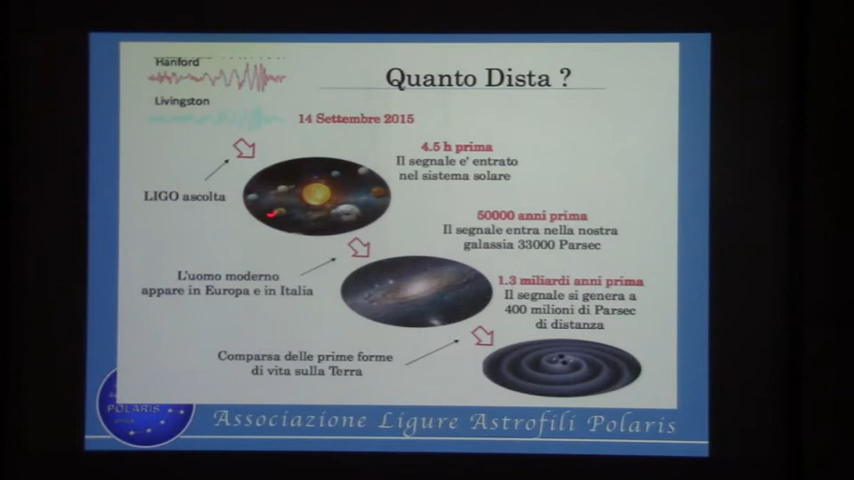 Hanford
Quanto Dista ?
Livingston
14 Settembre 2015
4.5 h prima
Il segnale e' entrato
nel sistema solare
LIGO ascolta
50000 anni prima
Il segnale entra nella nostra
galassia 33000 Parsec
L'uomo moderno
appare in Europa e in Italia
1.3 miliardi anni prima
Il segnale si genera a
400 milioni di Parsec
di distanza
Comparsa delle prime forme
di vita sulla Terra
POLARIS
Associazione Ligure Astrofili Polaris